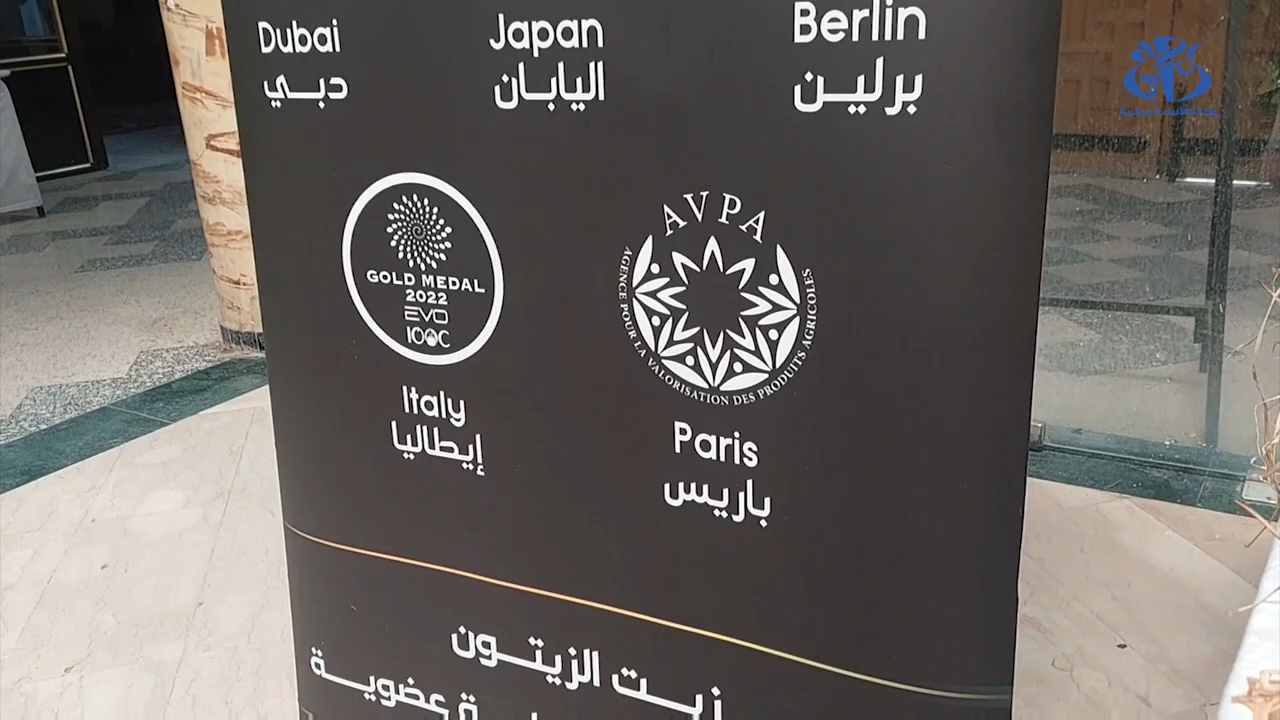 Dubai
دبي
Japan
اليابان
Berlin
برلين
GOLD MEDAL
2022
EVO
IOOC
Italy
إيطاليا
AVPA
AGENCE POUR LA VALORISATION DES PRODUITS AGRICOLES
Paris
باريس
زيت الزيتون
عضوية